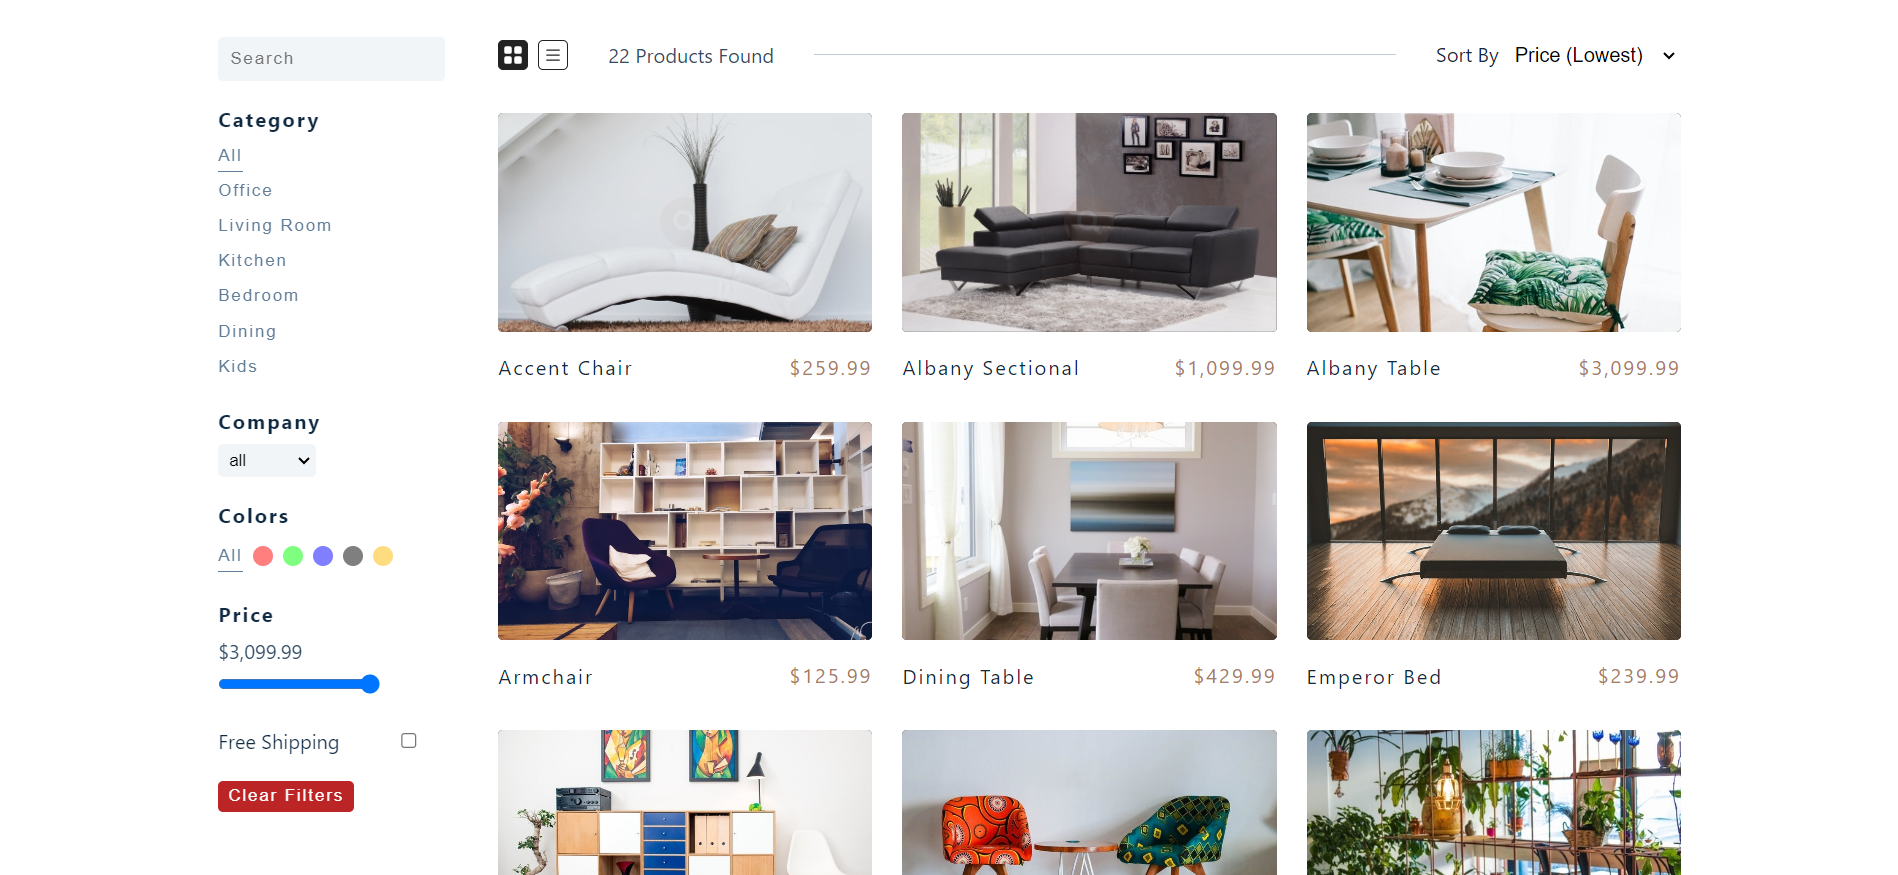 Search
Category
All
Office
Living Room
Kitchen
Bedroom
Dining
Kids
Company
all
Colors
All
Price
$3,099.99
Free Shipping
Clear Filters
22 Products Found
Sort By Price (Lowest)
Accent Chair $259.99
Albany Sectional $1,099.99
Albany Table $3,099.99
Armchair $125.99
Dining Table $429.99
Emperor Bed $239.99